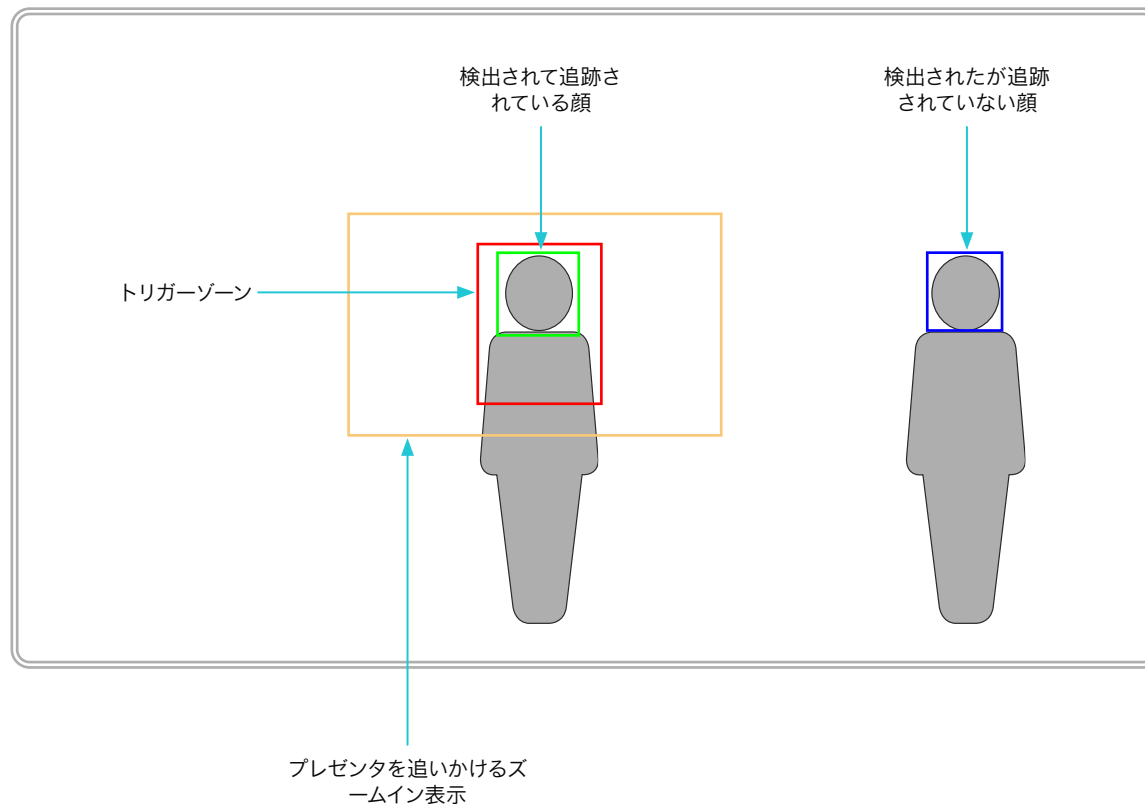 検出されて追跡さ
れている顔
検出されたが追跡
されていない顔
トリガーゾーン
プレゼンタを追いかけるズ
ームイン表示